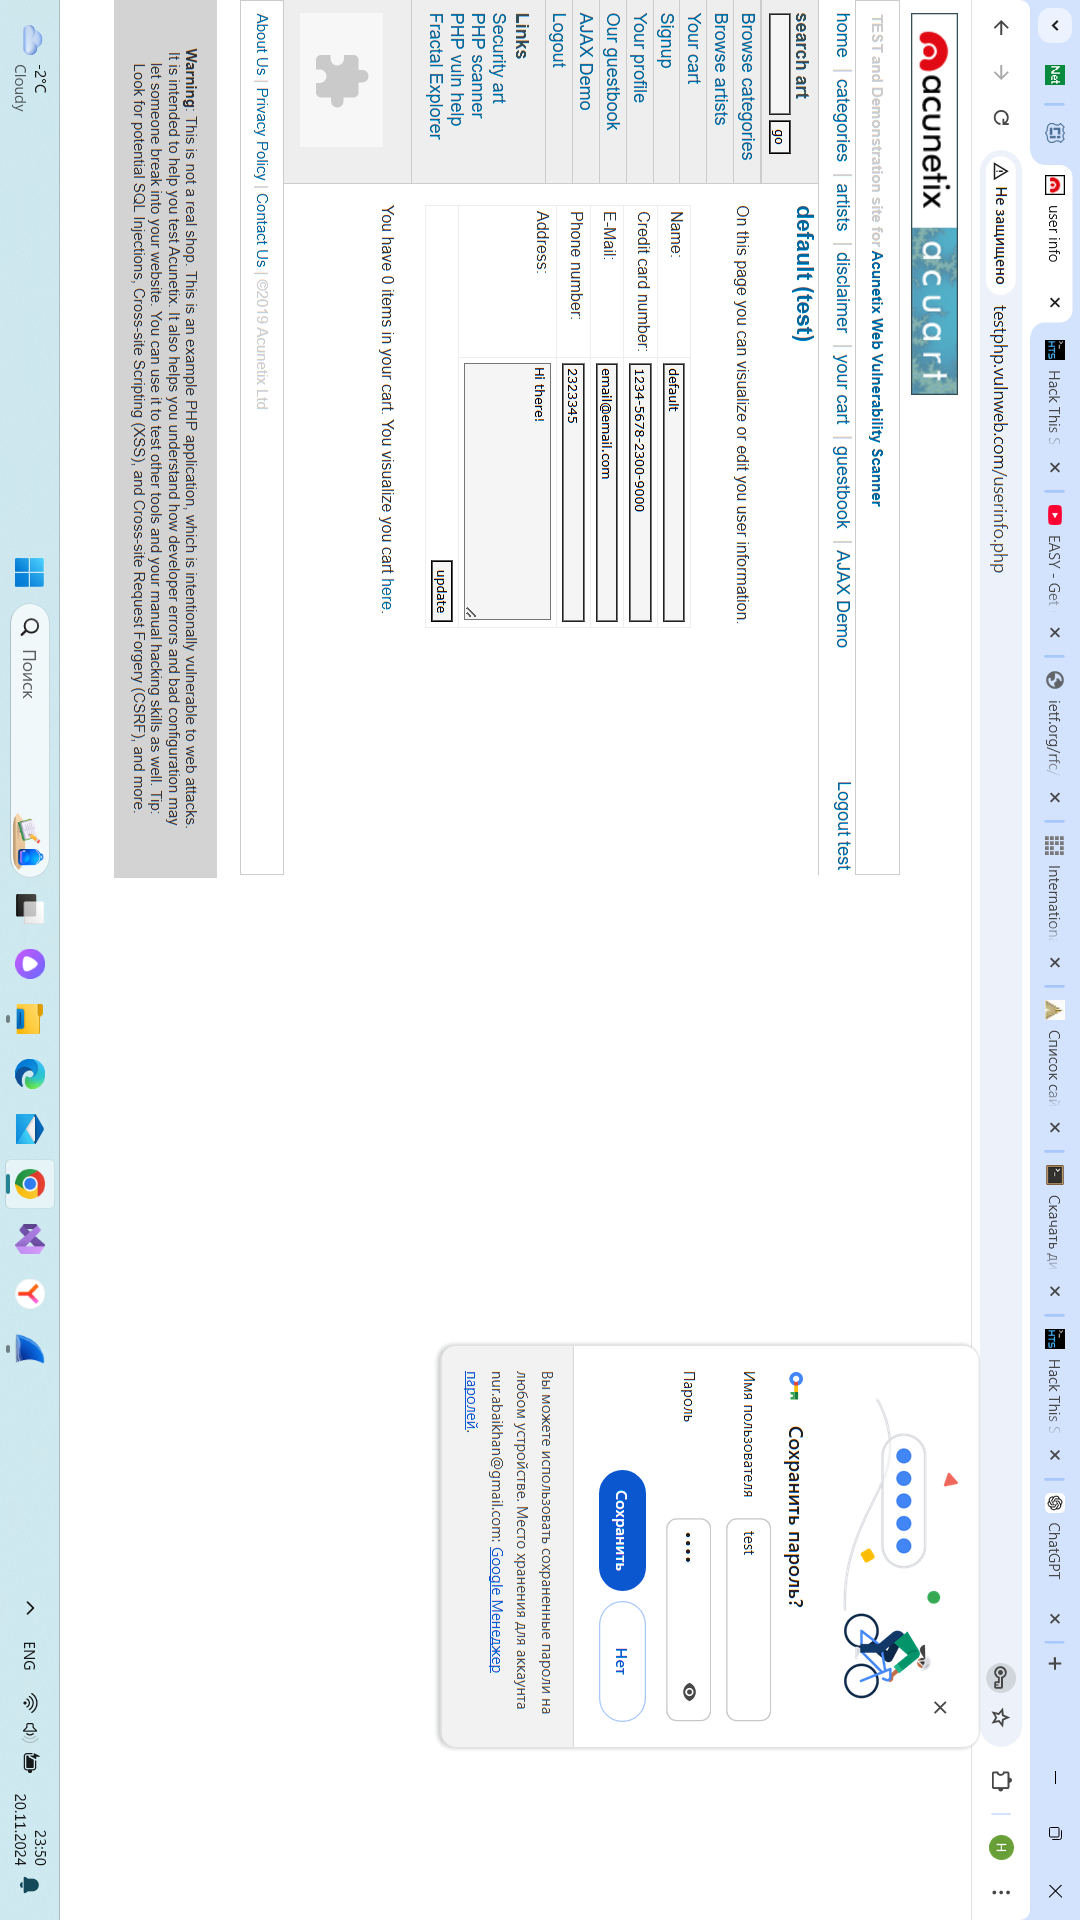 user info
Hack This S
EASY - Get
ietf.org/rfc/
Internationa
Список сай
Скачать ди
Hack This S
ChatGPT
Не защищено
testphp.vulnweb.com/userinfo.php
acunetix
acuart
TEST and Demonstration site for Acunetix Web Vulnerability Scanner
home | categories | artists | disclaimer | your cart | guestbook | AJAX Demo
Logout test
search art
go
Browse categories
Browse artists
Your cart
Signup
Your profile
Our guestbook
AJAX Demo
Logout
Links
Security art
PHP scanner
PHP vuln help
Fractal Explorer
default (test)
On this page you can visualize or edit you user information.
Name: default
Credit card number: 1234-5678-2300-9000
E-Mail: email@email.com
Phone number: 2323345
Address: Hi there!
update
You have 0 items in your cart. You visualize you cart here.
About Us | Privacy Policy | Contact Us | ©2019 Acunetix Ltd
Warning: This is not a real shop. This is an example PHP application, which is intentionally vulnerable to web attacks.
It is intended to help you test Acunetix. It also helps you understand how developer errors and bad configuration may
let someone break into your website. You can use it to test other tools and your manual hacking skills as well. Tip:
Look for potential SQL Injections, Cross-site Scripting (XSS), and Cross-site Request Forgery (CSRF), and more.
Сохранить пароль?
Имя пользователя
test
Пароль
••••
Сохранить
Нет
Вы можете использовать сохраненные пароли на
любом устройстве. Место хранения для аккаунта
nur.abaikhan@gmail.com: Google Менеджер
паролей.
Net
H
-2°C
Cloudy
Поиск
ENG
23:50
20.11.2024